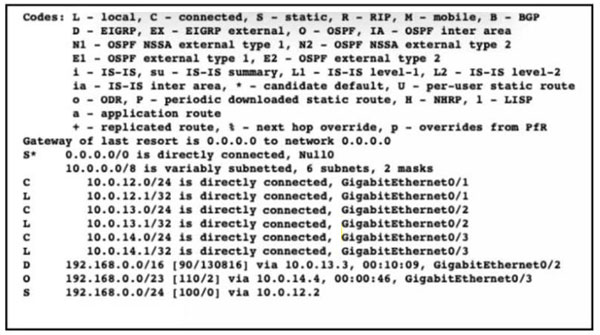 Codes: L - local, C - connected, S - static, R - RIP, M - mobile, B - BGP
D - EIGRP, EX - EIGRP external, O - OSPF, IA - OSPF inter area
N1 - OSPF NSSA external type 1, N2 - OSPF NSSA external type 2
E1 - OSPF external type 1, E2 - OSPF external type 2
i - IS-IS, su - IS-IS summary, L1 - IS-IS level-1, L2 - IS-IS level-2
ia - IS-IS inter area, * - candidate default, U - per-user static route
o - ODR, P - periodic downloaded static route, H - NHRP, l - LISP
a - application route
+ - replicated route, % - next hop override, p - overrides from PfR
Gateway of last resort is 0.0.0.0 to network 0.0.0.0
S* 0.0.0.0/0 is directly connected, Null0
10.0.0.0/8 is variably subnetted, 6 subnets, 2 masks
C 10.0.12.0/24 is directly connected, GigabitEthernet0/1
L 10.0.12.1/32 is directly connected, GigabitEthernet0/1
C 10.0.13.0/24 is directly connected, GigabitEthernet0/2
L 10.0.13.1/32 is directly connected, GigabitEthernet0/2
C 10.0.14.0/24 is directly connected, GigabitEthernet0/3
L 10.0.14.1/32 is directly connected, GigabitEthernet0/3
D 192.168.0.0/16 [90/130816] via 10.0.13.3, 00:10:09, GigabitEthernet0/2
O 192.168.0.0/23 [110/2] via 10.0.14.4, 00:00:46, GigabitEthernet0/3
S 192.168.0.0/24 [100/0] via 10.0.12.2